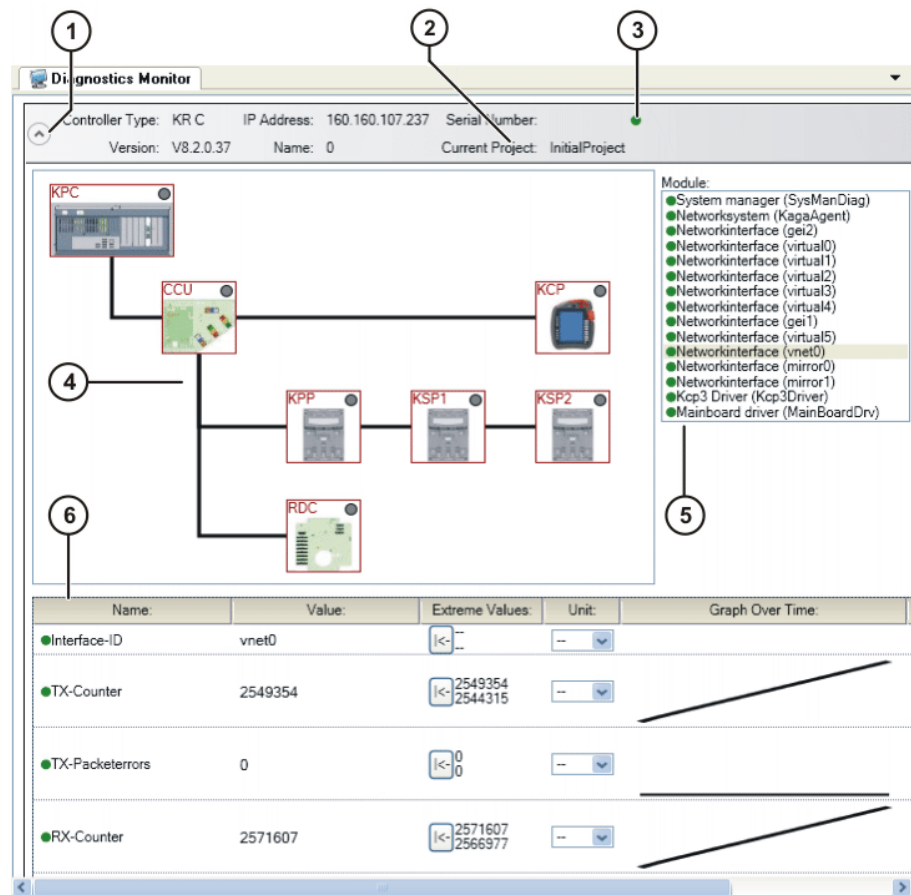 1
2
3
Diagnostics Monitor
Controller Type: KR C IP Address: 160.160.107.237 Serial Number:
Version: V8.2.0.37 Name: 0 Current Project: InitialProject
Module:
System manager (SysManDiag)
Networksystem (KagaAgent)
Networkinterface (gei2)
Networkinterface (virtual0)
Networkinterface (virtual1)
Networkinterface (virtual2)
Networkinterface (virtual3)
Networkinterface (virtual4)
Networkinterface (gei1)
Networkinterface (virtual5)
Networkinterface (vnet0)
Networkinterface (mirror0)
Networkinterface (mirror1)
Kcp3 Driver (Kcp3Driver)
Mainboard driver (MainBoardDrv)
KPC
CCU
KCP
4
KPP
KSP1
KSP2
RDC
5
6
Name: Value: Extreme Values: Unit: Graph Over Time:
Interface-ID vnet0 |<- -- -- --
TX-Counter 2549354 |<- 2549354 2544315 --
TX-Packeterrors 0 |<- 0 0 --
RX-Counter 2571607 |<- 2571607 2566977 --